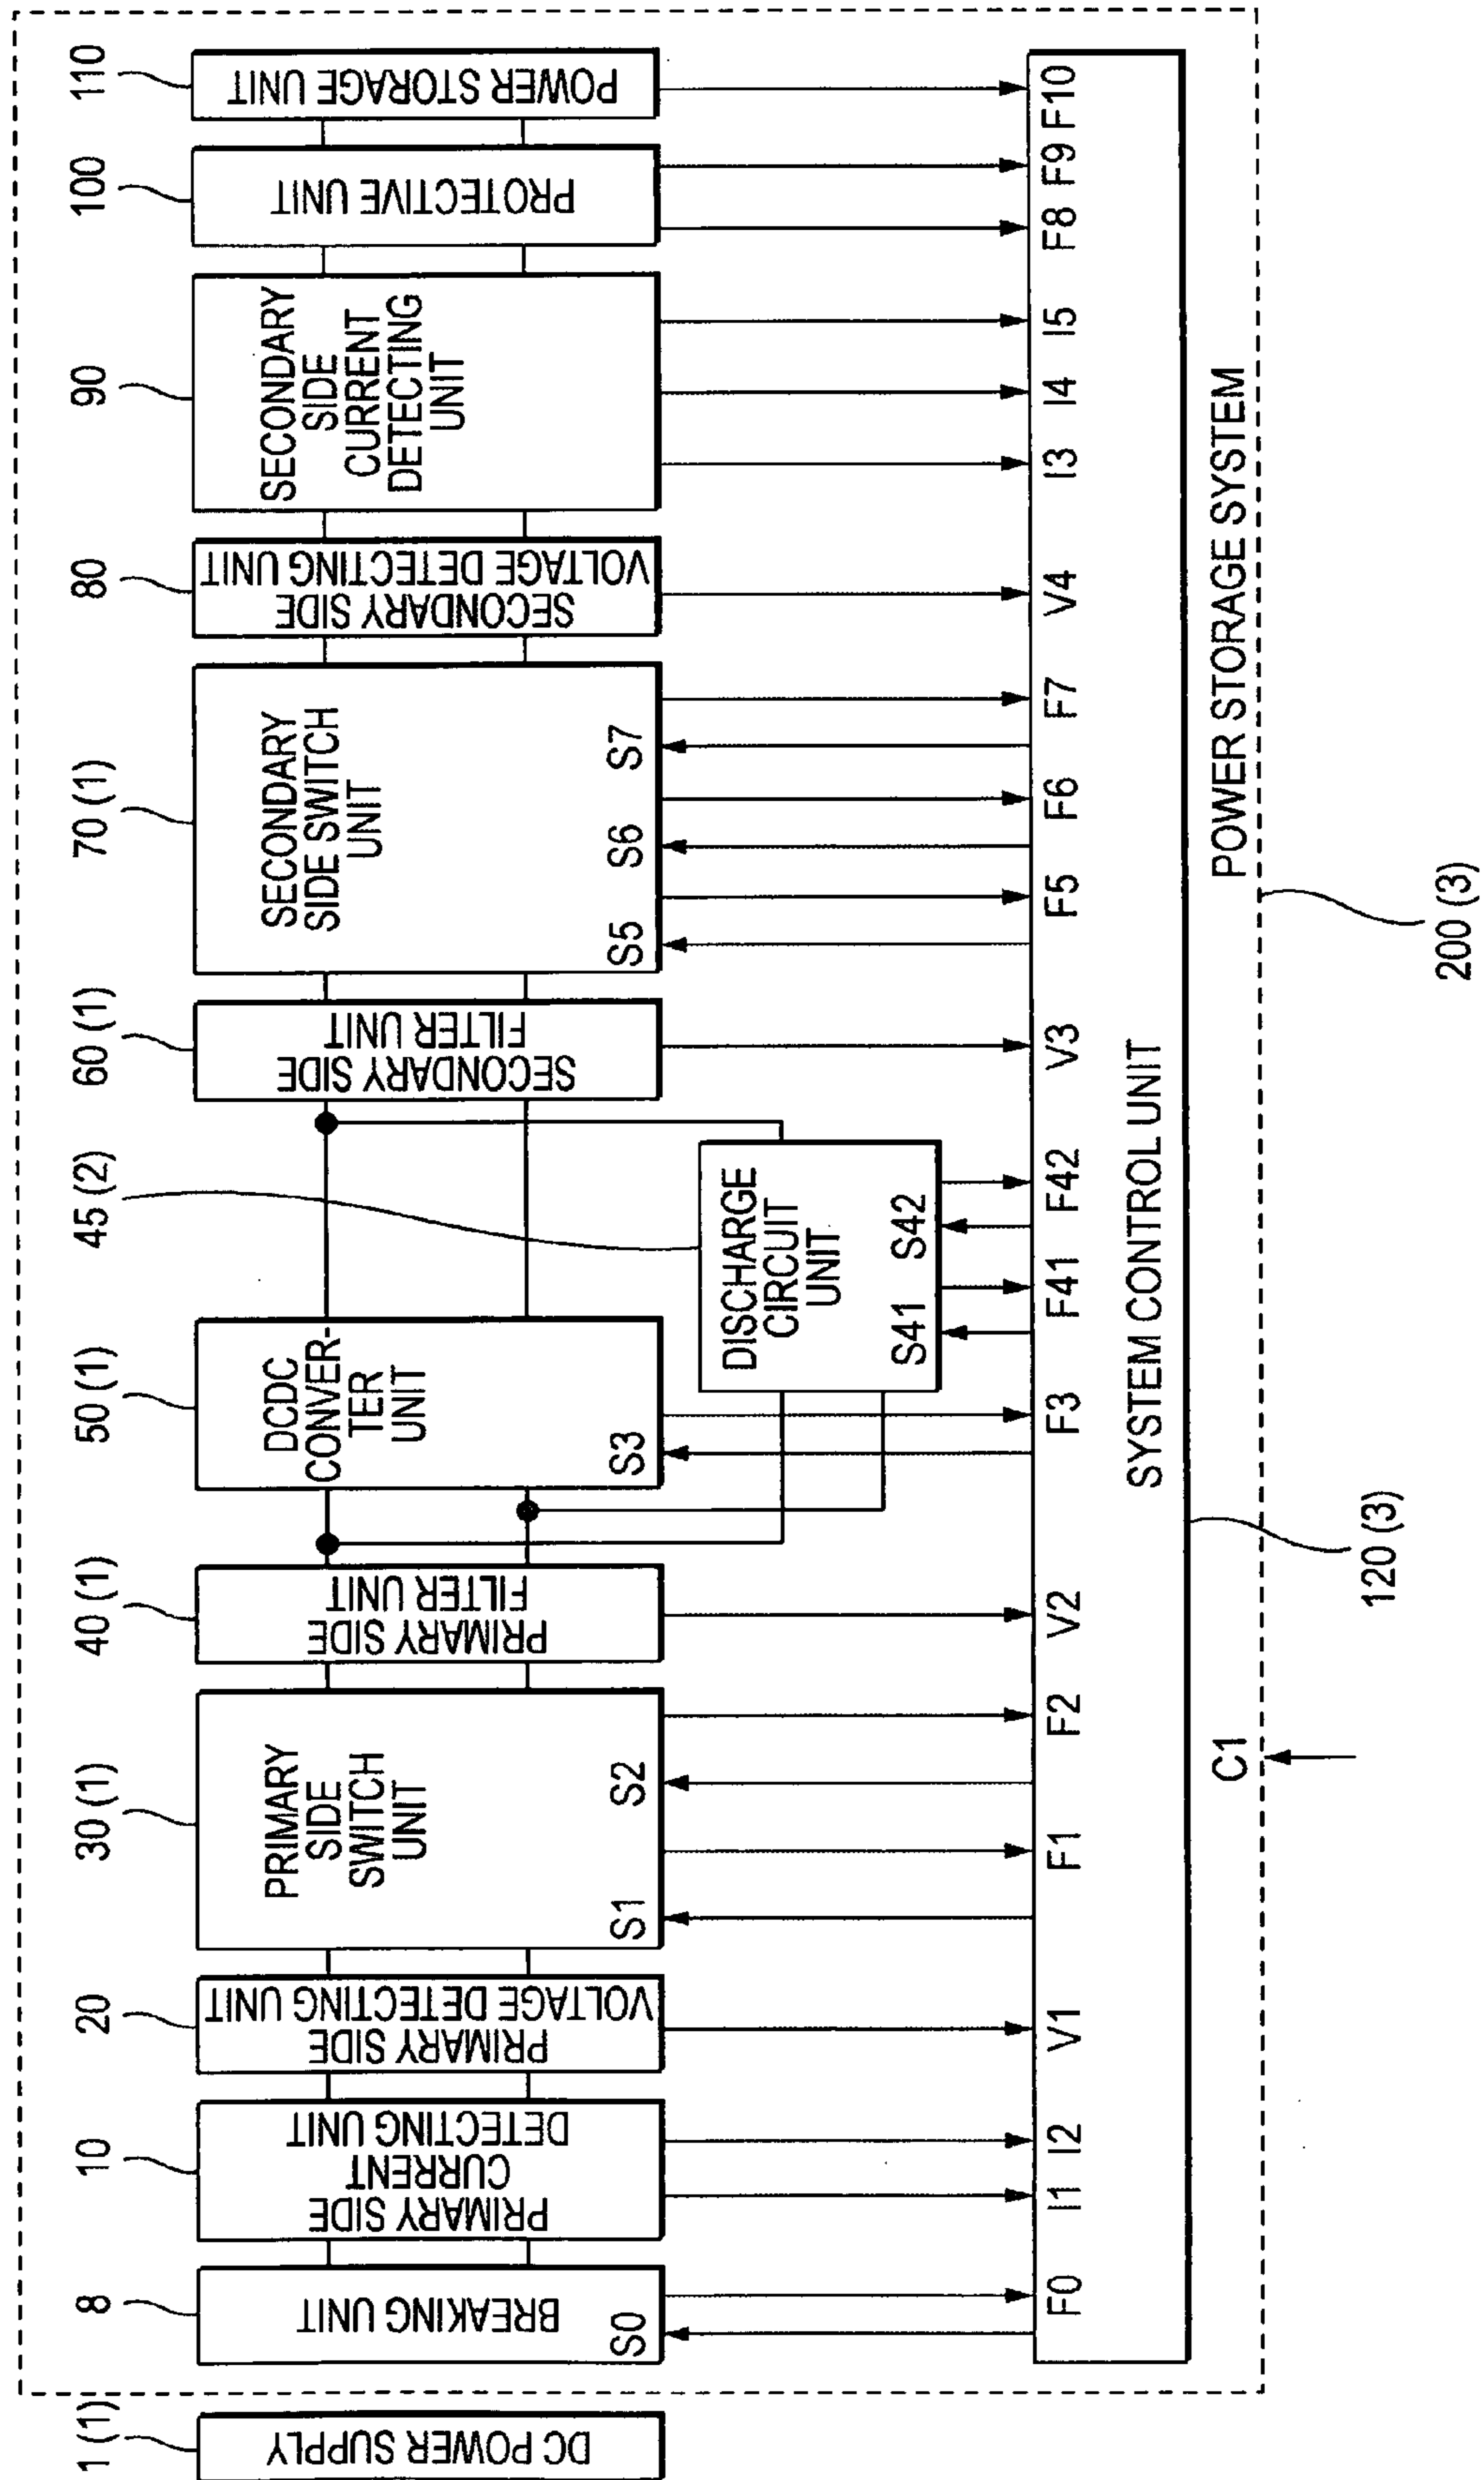 1 (1)
8
10
20
30 (1)
40 (1)
50 (1)
45 (2)
60 (1)
70 (1)
80
90
100
110
DC POWER SUPPLY
BREAKING UNIT
S0
PRIMARY SIDE
CURRENT
DETECTING UNIT
PRIMARY SIDE
VOLTAGE DETECTING UNIT
PRIMARY
SIDE
SWITCH
UNIT
S1
S2
PRIMARY SIDE
FILTER UNIT
DCDC
CONVER-
TER
UNIT
S3
DISCHARGE
CIRCUIT
UNIT
S41
S42
SECONDARY SIDE
FILTER UNIT
SECONDARY
SIDE SWITCH
UNIT
S5
S6
S7
SECONDARY SIDE
VOLTAGE DETECTING UNIT
SECONDARY
SIDE
CURRENT
DETECTING
UNIT
PROTECTIVE UNIT
POWER STORAGE UNIT
F0
I1
I2
V1
F1
F2
V2
F3
F41
F42
V3
F5
F6
F7
V4
I3
I4
I5
F8
F9
F10
SYSTEM CONTROL UNIT
C1
POWER STORAGE SYSTEM
120 (3)
200 (3)